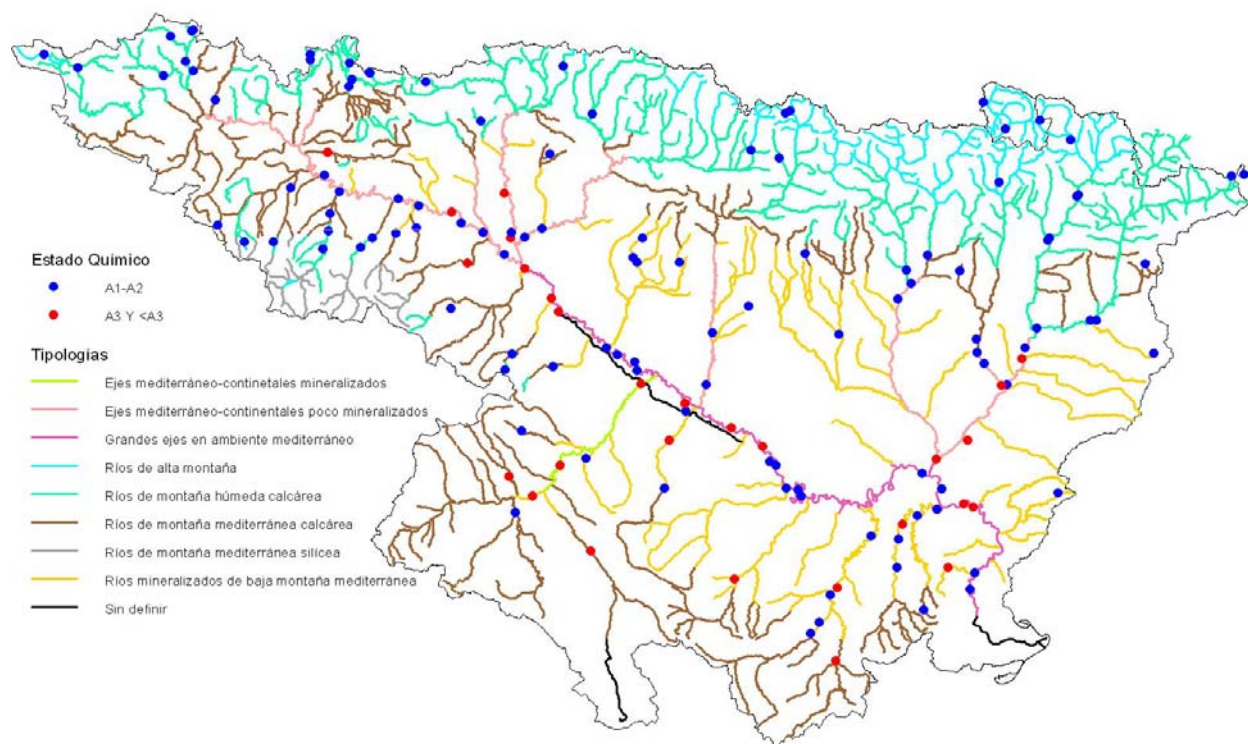 Estado Químico
A1-A2
A3 Y <A3
Tipologías
Ejes mediterráneo-continetales mineralizados
Ejes mediterráneo-continentales poco mineralizados
Grandes ejes en ambiente mediterráneo
Ríos de alta montaña
Ríos de montaña húmeda calcárea
Ríos de montaña mediterránea calcárea
Ríos de montaña mediterránea silícea
Ríos mineralizados de baja montaña mediterránea
Sin definir